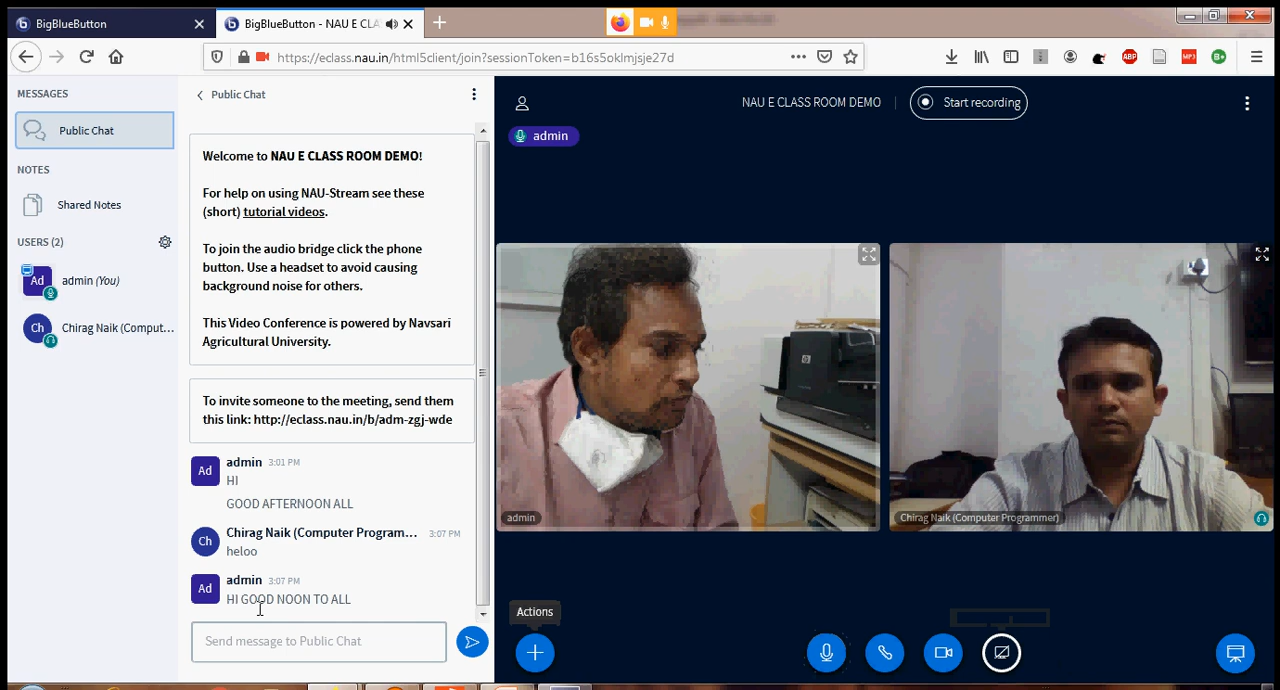 BigBlueButton
BigBlueButton - NAU E CLA
https://eclass.nau.in/html5client/join?sessionToken=b16s5oklmjsje27d
ABP
MP3
B+
MESSAGES
Public Chat
NOTES
Shared Notes
USERS (2)
Ad
admin (You)
Ch
Chirag Naik (Comput...
Public Chat
Welcome to NAU E CLASS ROOM DEMO!
For help on using NAU-Stream see these
(short) tutorial videos.
To join the audio bridge click the phone
button. Use a headset to avoid causing
background noise for others.
This Video Conference is powered by Navsari
Agricultural University.
To invite someone to the meeting, send them
this link: http://eclass.nau.in/b/adm-zgj-wde
Ad
admin 3:01 PM
HI
GOOD AFTERNOON ALL
Ch
Chirag Naik (Computer Program... 3:07 PM
heloo
Ad
admin 3:07 PM
HI GOOD NOON TO ALL
Send message to Public Chat
NAU E CLASS ROOM DEMO
Start recording
admin
admin
Chirag Naik (Computer Programmer)
Actions